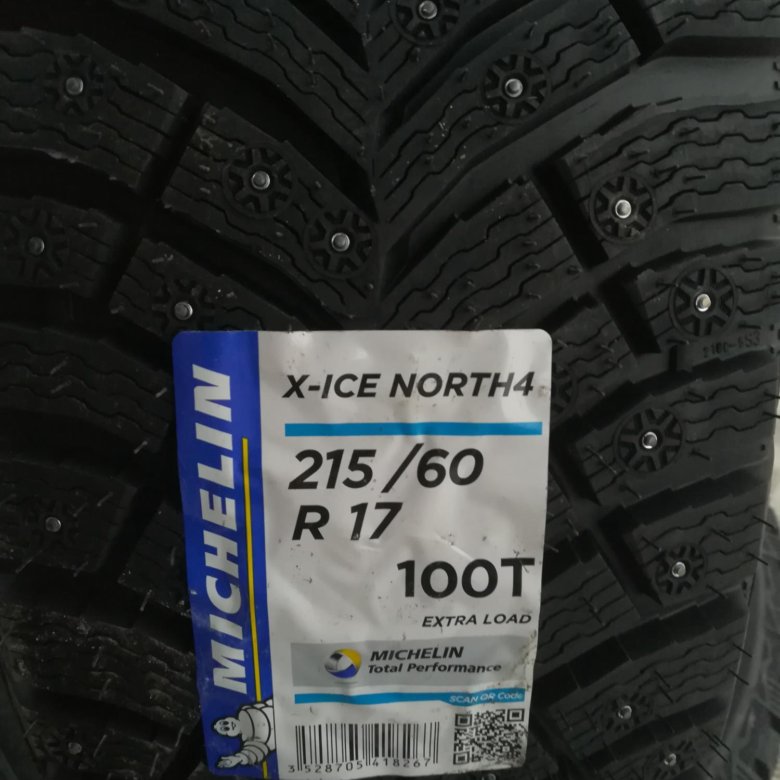 MICHELIN
X-ICE NORTH4
215/60
R 17
100T
EXTRA LOAD
MICHELIN
Total Performance
SCAN QR Code
3 528705 418267